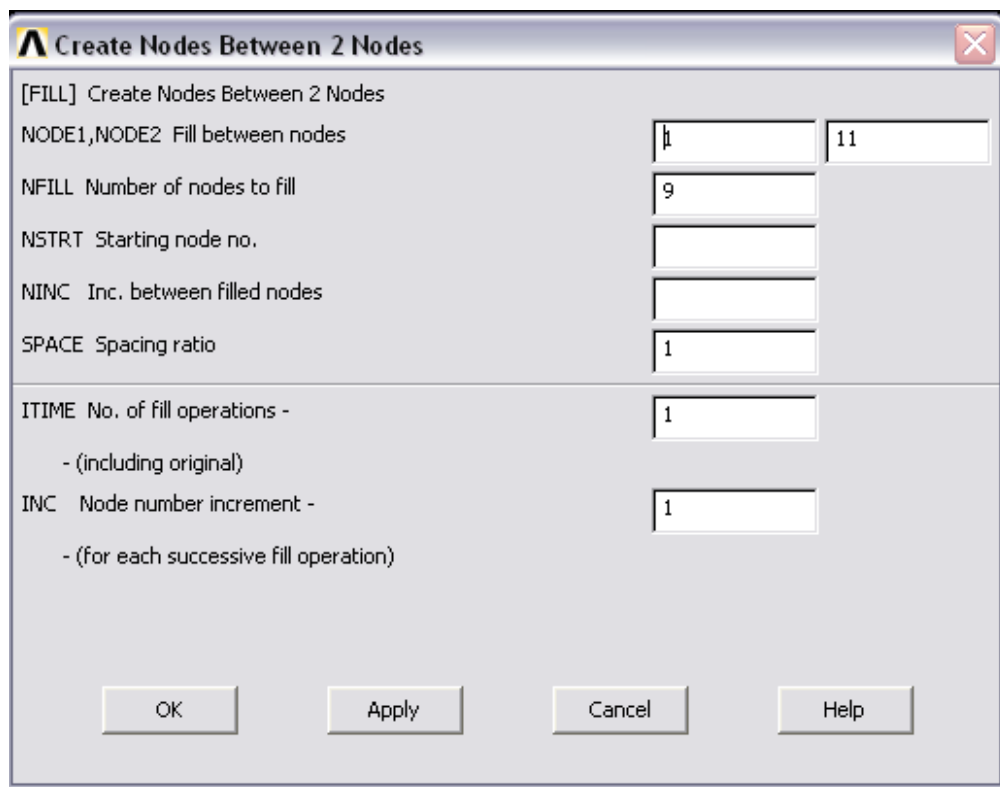 Create Nodes Between 2 Nodes
[FILL] Create Nodes Between 2 Nodes
NODE1,NODE2 Fill between nodes 1 11
NFILL Number of nodes to fill 9
NSTRT Starting node no.
NINC Inc. between filled nodes
SPACE Spacing ratio 1
ITIME No. of fill operations - 1
- (including original)
INC Node number increment - 1
- (for each successive fill operation)
OK Apply Cancel Help